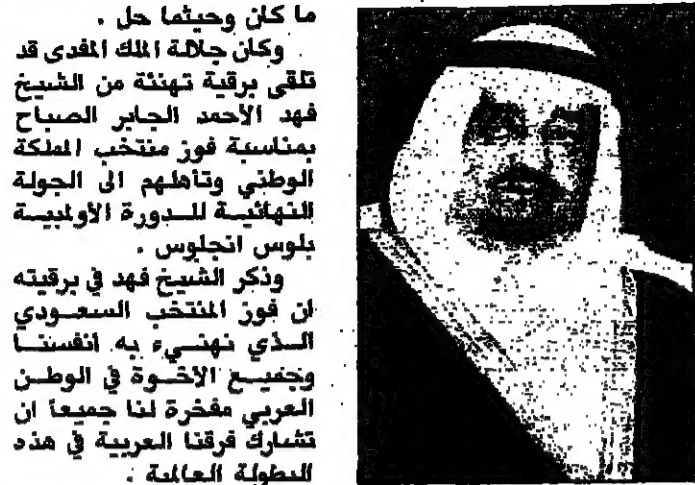 ما كان وحيثما حل .
وكان جلالة الملك المفدى قد
تلقى برقية تهنئة من الشيخ
فهد الأحمد الجابر الصباح
بمناسبة فوز منتخب المملكة
الوطني وتأهلهم الى الجولة
النهائية للدورة الأولمبية
بلوس انجلوس .
وذكر الشيخ فهد في برقيته
ان فوز المنتخب السعودي
الذي نهنيء به انفسنا
وجميع الاخوة في الوطن
العربي مفخرة لنا جميعاً ان
تشارك فرقنا العربية في هذه
البطولة العالمية .